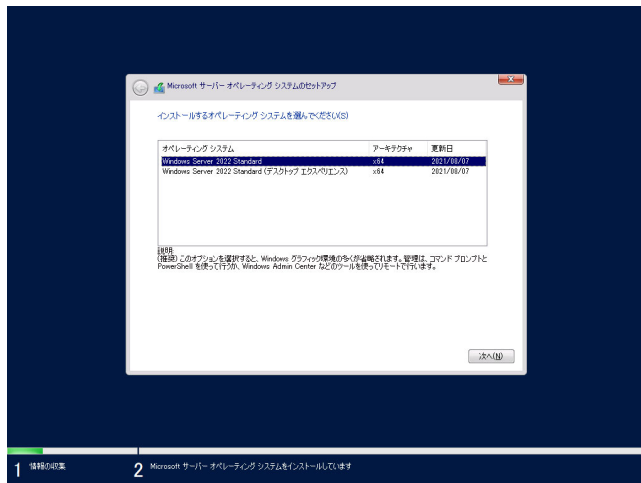 Microsoft サーバー オペレーティング システムのセットアップ
インストールするオペレーティング システムを選んでください(S)
オペレーティング システム アーキテクチャ 更新日
Windows Server 2022 Standard x64 2021/08/07
Windows Server 2022 Standard (デスクトップ エクスペリエンス) x64 2021/08/07
説明:
(推奨) このオプションを選択すると、Windows グラフィック環境の多くが省略されます。管理は、コマンド プロンプトと
PowerShell を使って行うか、Windows Admin Center などのツールを使ってリモートで行います。
次へ(N)
1 情報の収集
2 Microsoft サーバー オペレーティング システムをインストールしています